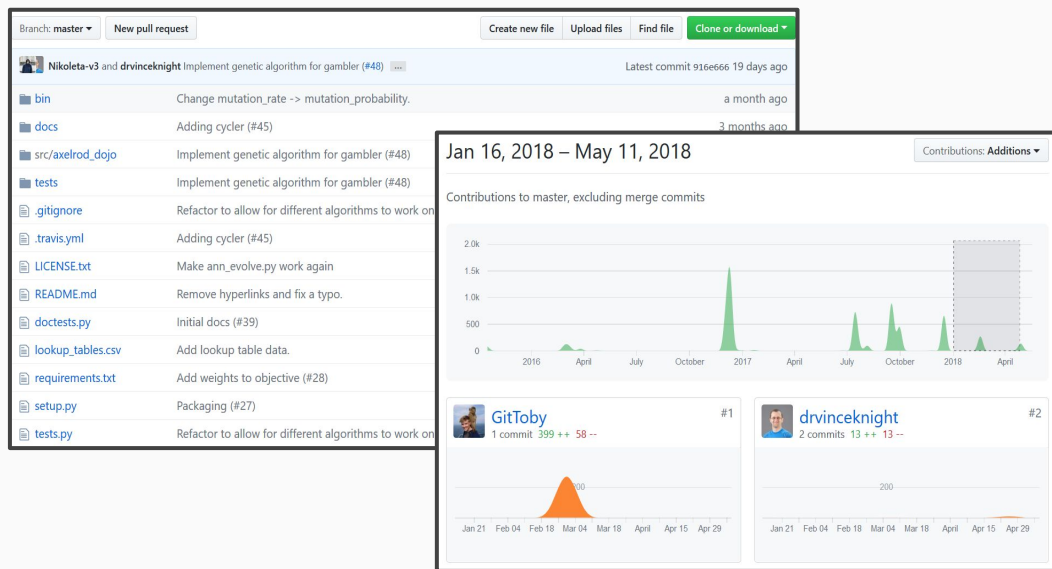 Branch: master New pull request Create new file Upload files Find file Clone or download
Nikoleta-v3 and drvinceknight Implement genetic algorithm for gambler (#48) ... Latest commit 916e666 19 days ago
bin Change mutation_rate -> mutation_probability. a month ago
docs Adding cycler (#45) 3 months ago
src/axelrod_dojo Implement genetic algorithm for gambler (#48)
tests Implement genetic algorithm for gambler (#48)
.gitignore Refactor to allow for different algorithms to work on
.travis.yml Adding cycler (#45)
LICENSE.txt Make ann_evolve.py work again
README.md Remove hyperlinks and fix a typo.
doctests.py Initial docs (#39)
lookup_tables.csv Add lookup table data.
requirements.txt Add weights to objective (#28)
setup.py Packaging (#27)
tests.py Refactor to allow for different algorithms to work on
Jan 16, 2018 – May 11, 2018 Contributions: Additions
Contributions to master, excluding merge commits
2.0k
1.5k
1.0k
500
0
2016 April July October 2017 April July October 2018 April
GitToby #1
1 commit 399 ++ 58 --
200
Jan 21 Feb 04 Feb 18 Mar 04 Mar 18 April Apr 15 Apr 29
drvinceknight #2
2 commits 13 ++ 13 --
200
Jan 21 Feb 04 Feb 18 Mar 04 Mar 18 April Apr 15 Apr 29